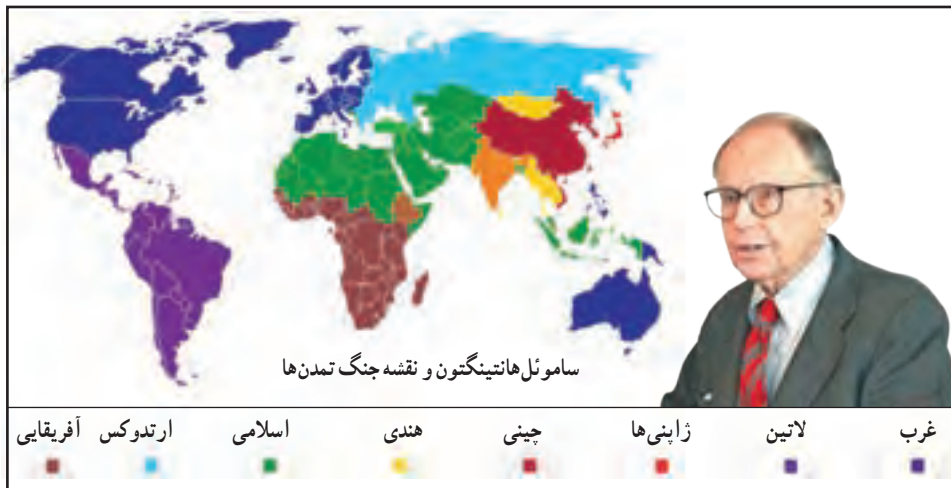 ساموئل‌هانتینگتون و نقشه جنگ تمدن‌ها
غرب لاتین ژاپنی‌ها چینی هندی اسلامی ارتدوکس آفریقایی